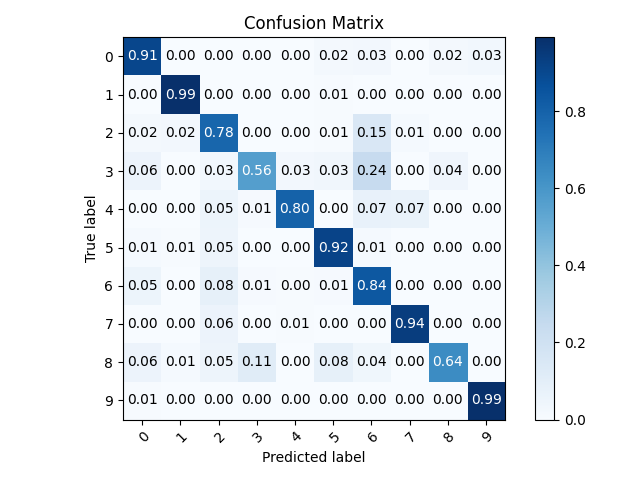 Confusion Matrix
0 0.91 0.00 0.00 0.00 0.00 0.02 0.03 0.00 0.02 0.03
1 0.00 0.99 0.00 0.00 0.00 0.01 0.00 0.00 0.00 0.00
2 0.02 0.02 0.78 0.00 0.00 0.01 0.15 0.01 0.00 0.00
3 0.06 0.00 0.03 0.56 0.03 0.03 0.24 0.00 0.04 0.00
4 0.00 0.00 0.05 0.01 0.80 0.00 0.07 0.07 0.00 0.00
5 0.01 0.01 0.05 0.00 0.00 0.92 0.01 0.00 0.00 0.00
6 0.05 0.00 0.08 0.01 0.00 0.01 0.84 0.00 0.00 0.00
7 0.00 0.00 0.06 0.00 0.01 0.00 0.00 0.94 0.00 0.00
8 0.06 0.01 0.05 0.11 0.00 0.08 0.04 0.00 0.64 0.00
9 0.01 0.00 0.00 0.00 0.00 0.00 0.00 0.00 0.00 0.99
0 1 2 3 4 5 6 7 8 9
True label
Predicted label
0.8
0.6
0.4
0.2
0.0